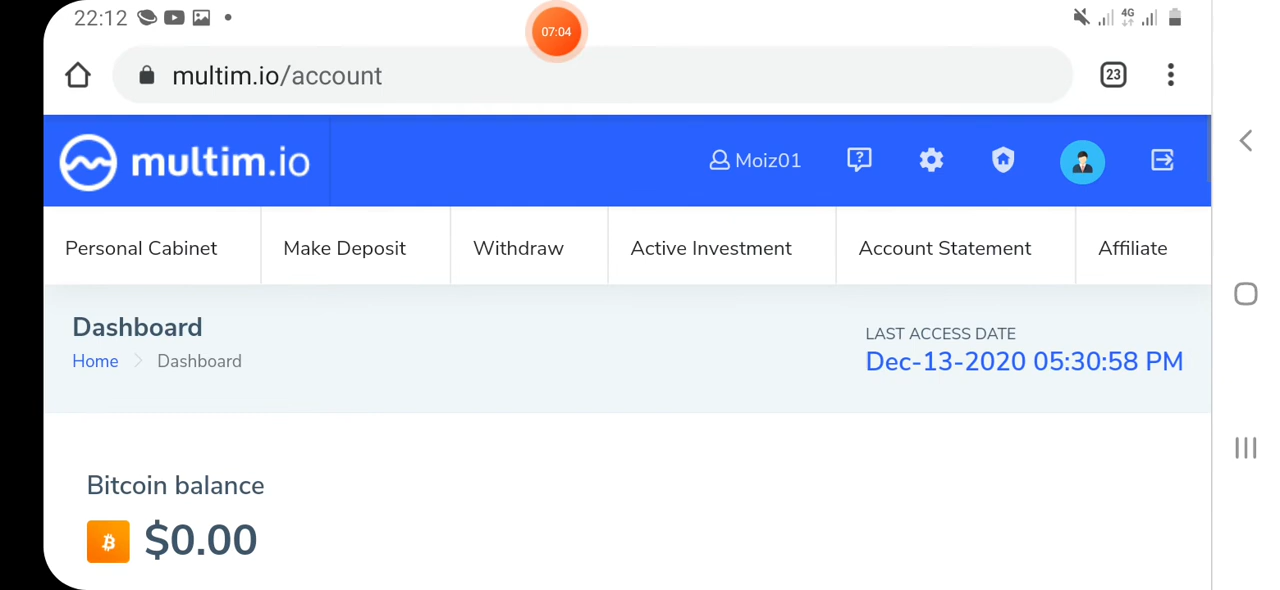 22:12
07:04
4G
multim.io/account
23
multim.io
Moiz01
Personal Cabinet
Make Deposit
Withdraw
Active Investment
Account Statement
Affiliate
Dashboard
Home
Dashboard
LAST ACCESS DATE
Dec-13-2020 05:30:58 PM
Bitcoin balance
$0.00